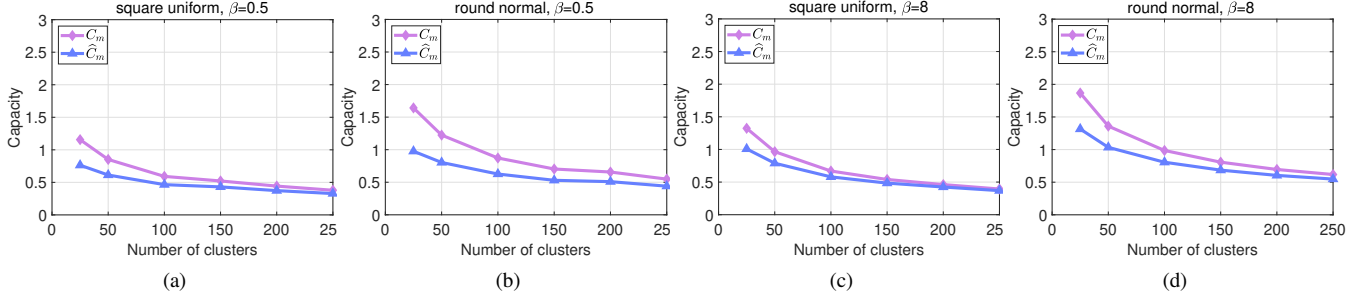 square uniform, β=0.5
3
2.5
2
1.5
1
0.5
0
Capacity
C_m
Ĉ_m
0 50 100 150 200 25
Number of clusters
(a)
round normal, β=0.5
3
2.5
2
1.5
1
0.5
0
Capacity
C_m
Ĉ_m
0 50 100 150 200 25
Number of clusters
(b)
square uniform, β=8
3
2.5
2
1.5
1
0.5
0
Capacity
C_m
Ĉ_m
0 50 100 150 200 25
Number of clusters
(c)
round normal, β=8
3
2.5
2
1.5
1
0.5
0
Capacity
C_m
Ĉ_m
0 50 100 150 200 250
Number of clusters
(d)